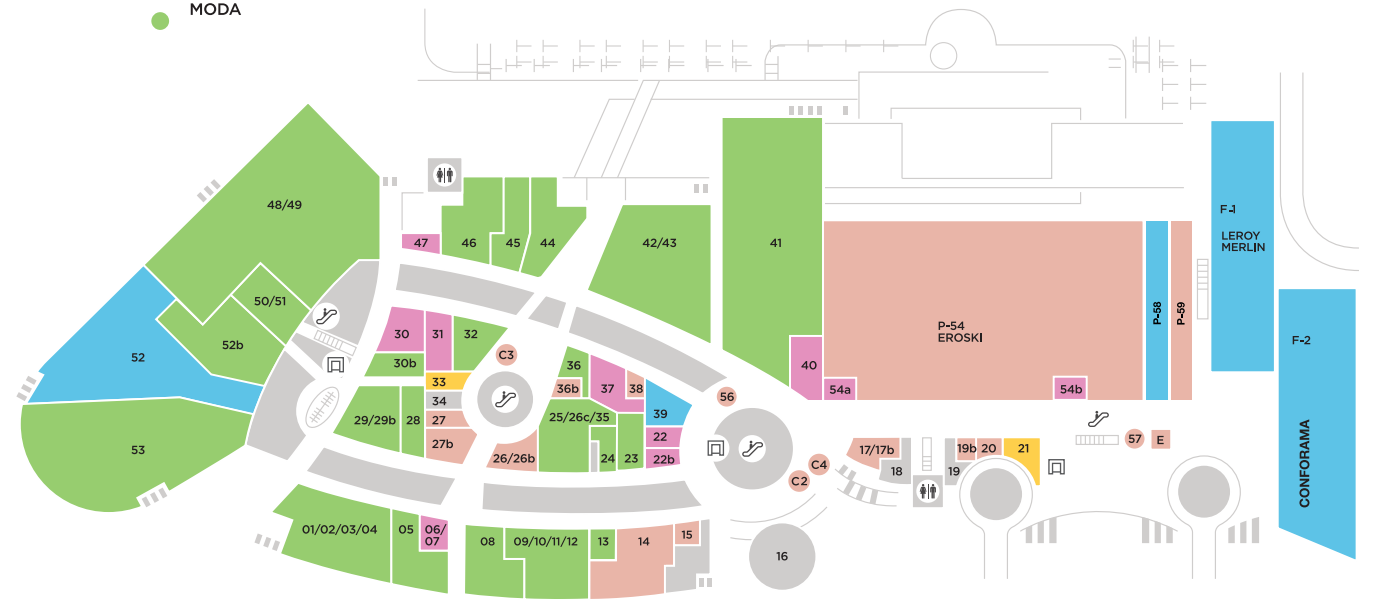 MODA
48/49
47
46
45
44
42/43
41
F-1
LEROY
MERLIN
50/51
52b
52
53
30
31
32
30b
C3
33
34
29/29b
28
27
27b
36
36b
37
38
39
40
54a
P-54
EROSKI
54b
P-58
P-59
F-2
CONFORAMA
25/26c/35
26/26b
24
23
22
22b
56
C4
C2
17/17b
18
19
19b
20
21
57
E
01/02/03/04
05
06/
07
08
09/10/11/12
13
14
15
16